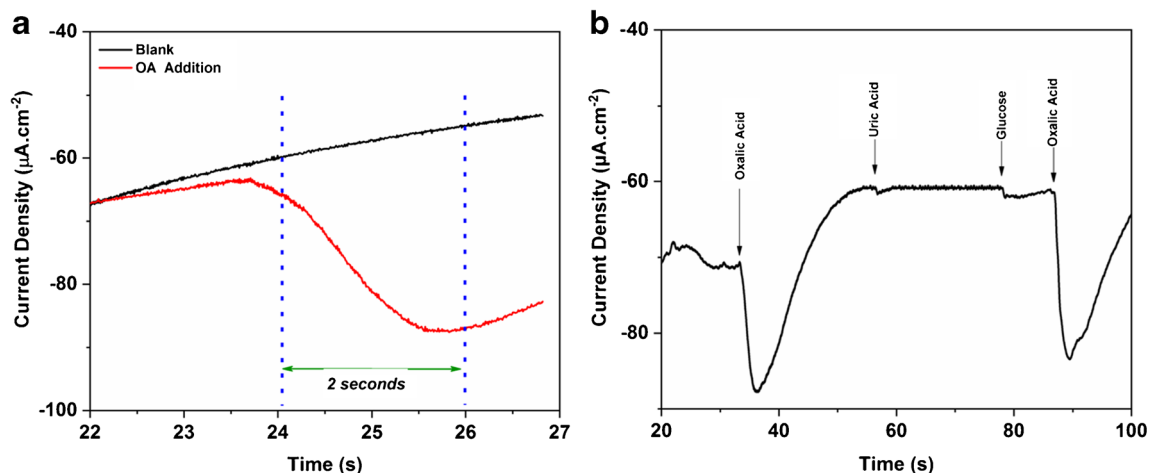 a
Blank
OA Addition
2 seconds
-40
-60
-80
-100
22
23
24
25
26
27
Current Density (µA.cm-2)
Time (s)
b
Oxalic Acid
Uric Acid
Glucose
Oxalic Acid
-40
-60
-80
20
40
60
80
100
Current Density (µA.cm-2)
Time (s)